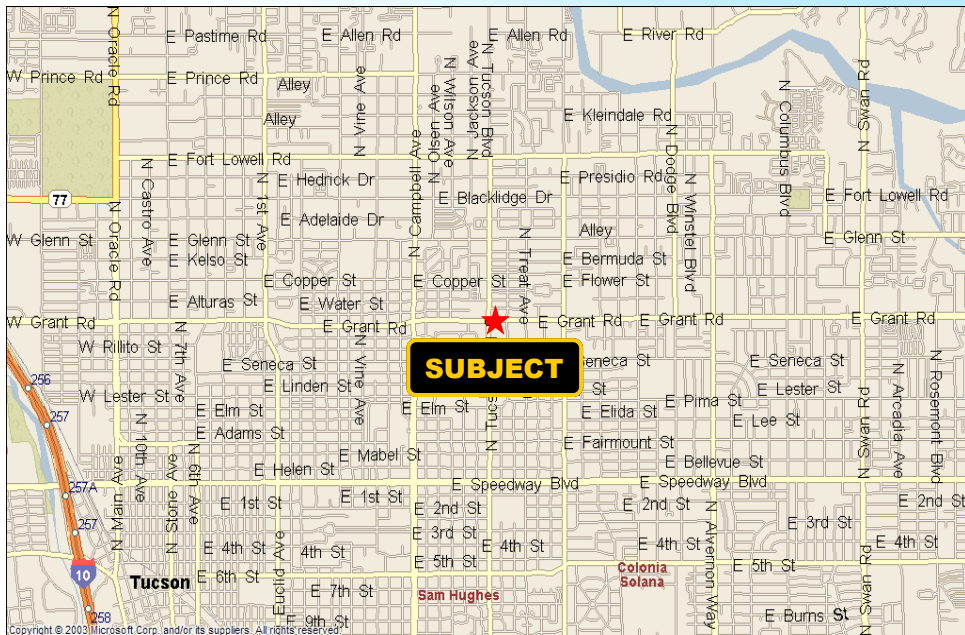 E Pastime Rd
E Allen Rd
E Allen Rd
E River Rd
N Oracle Rd
W Prince Rd
E Prince Rd
Alley
N Vine Ave
N Wilson Ave
N Jackson Ave
N Tucson Blvd
N Swan Rd
N Columbus Blvd
Alley
E Kleindale Rd
N Olsen Ave
N Campbell Ave
N Dodge Blvd
E Fort Lowell Rd
N Castro Ave
N 1st Ave
E Hedrick Dr
E Presidio Rd
N Winstel Blvd
77
E Blacklidge Dr
E Fort Lowell Rd
E Adelaide Dr
N Treat Ave
Alley
W Glenn St
E Glenn St
E Glenn St
N Oracle Rd
E Kelso St
E Bermuda St
E Copper St
E Copper St
E Flower St
E Alturas St
E Water St
W Grant Rd
E Grant Rd
E Grant Rd
E Grant Rd
E Grant Rd
N 7th Ave
W Rillito St
N Vine Ave
SUBJECT
E Seneca St
Seneca St
E Seneca St
N Rosemont Blvd
N Arcadia Ave
256
E Linden St
St
E Lester St
W Lester St
E Pima St
257
N 10th Ave
E Elm St
E Elm St
E Elida St
E Lee St
E Adams St
E Fairmount St
N Swan Rd
E Mabel St
E Bellevue St
E Helen St
257A
N Main Ave
N Stone Ave
N 6th Ave
E Speedway Blvd
E Speedway Blvd
E 1st St
E 1st St
E 2nd St
E 2nd St
E 2nd St
257
E 3rd St
E 3rd St
N Alvernon Way
E 4th St
4th St
E 4th St
E 4th St
E 4th St
E 5th St
E 5th St
10
Tucson
E 6th St
N Euclid Ave
Colonia
Solana
E 7th St
Sam Hughes
N Swan Rd
258
E 9th St
E Burns St
Copyright © 2003 Microsoft Corp. and/or its suppliers. All rights reserved.